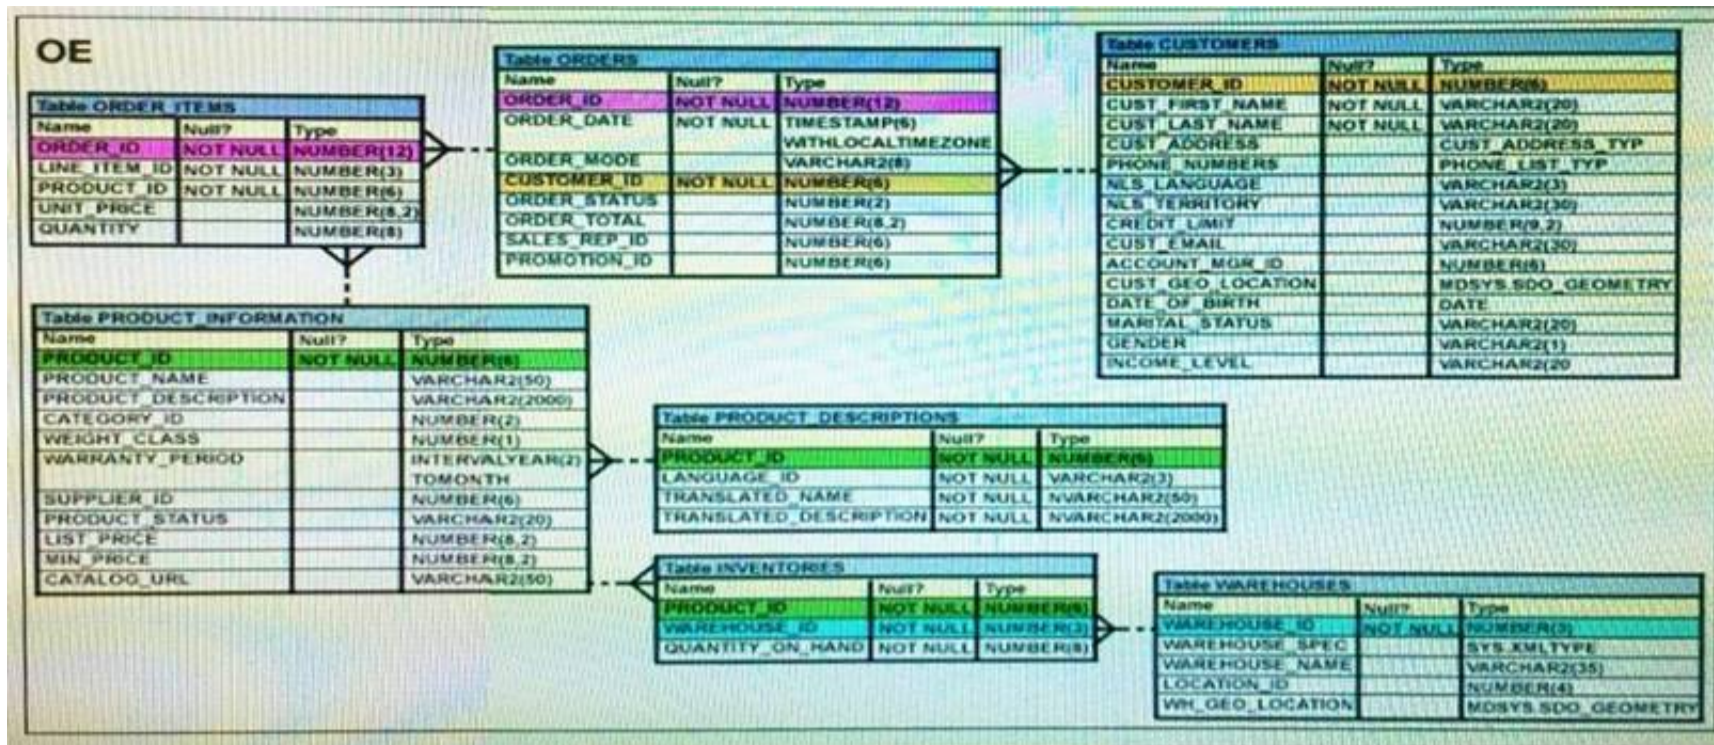 OE
Table ORDER_ITEMS
Name Null? Type
ORDER_ID NOT NULL NUMBER(12)
LINE_ITEM_ID NOT NULL NUMBER(3)
PRODUCT_ID NOT NULL NUMBER(6)
UNIT_PRICE NUMBER(8,2)
QUANTITY NUMBER(8)
Table ORDERS
Name Null? Type
ORDER_ID NOT NULL NUMBER(12)
ORDER_DATE NOT NULL TIMESTAMP(6)
WITHLOCALTIMEZONE
ORDER_MODE VARCHAR2(8)
CUSTOMER_ID NOT NULL NUMBER(6)
ORDER_STATUS NUMBER(2)
ORDER_TOTAL NUMBER(8,2)
SALES_REP_ID NUMBER(6)
PROMOTION_ID NUMBER(6)
Table CUSTOMERS
Name Null? Type
CUSTOMER_ID NOT NULL NUMBER(6)
CUST_FIRST_NAME NOT NULL VARCHAR2(20)
CUST_LAST_NAME NOT NULL VARCHAR2(20)
CUST_ADDRESS CUST_ADDRESS_TYP
PHONE_NUMBERS PHONE_LIST_TYP
NLS_LANGUAGE VARCHAR2(3)
NLS_TERRITORY VARCHAR2(30)
CREDIT_LIMIT NUMBER(9,2)
CUST_EMAIL VARCHAR2(30)
ACCOUNT_MGR_ID NUMBER(6)
CUST_GEO_LOCATION MDSYS.SDO_GEOMETRY
DATE_OF_BIRTH DATE
MARITAL_STATUS VARCHAR2(20)
GENDER VARCHAR2(1)
INCOME_LEVEL VARCHAR2(20
Table PRODUCT_INFORMATION
Name Null? Type
PRODUCT_ID NOT NULL NUMBER(6)
PRODUCT_NAME VARCHAR2(50)
PRODUCT_DESCRIPTION VARCHAR2(2000)
CATEGORY_ID NUMBER(2)
WEIGHT_CLASS NUMBER(1)
WARRANTY_PERIOD INTERVALYEAR(2)
TOMONTH
SUPPLIER_ID NUMBER(6)
PRODUCT_STATUS VARCHAR2(20)
LIST_PRICE NUMBER(8,2)
MIN_PRICE NUMBER(8,2)
CATALOG_URL VARCHAR2(50)
Table PRODUCT_DESCRIPTIONS
Name Null? Type
PRODUCT_ID NOT NULL NUMBER(6)
LANGUAGE_ID NOT NULL VARCHAR2(3)
TRANSLATED_NAME NOT NULL NVARCHAR2(50)
TRANSLATED_DESCRIPTION NOT NULL NVARCHAR2(2000)
Table INVENTORIES
Name Null? Type
PRODUCT_ID NOT NULL NUMBER(6)
WAREHOUSE_ID NOT NULL NUMBER(3)
QUANTITY_ON_HAND NOT NULL NUMBER(8)
Table WAREHOUSES
Name Null? Type
WAREHOUSE_ID NOT NULL NUMBER(3)
WAREHOUSE_SPEC SYS.XMLTYPE
WAREHOUSE_NAME VARCHAR2(35)
LOCATION_ID NUMBER(4)
WH_GEO_LOCATION MDSYS.SDO_GEOMETRY